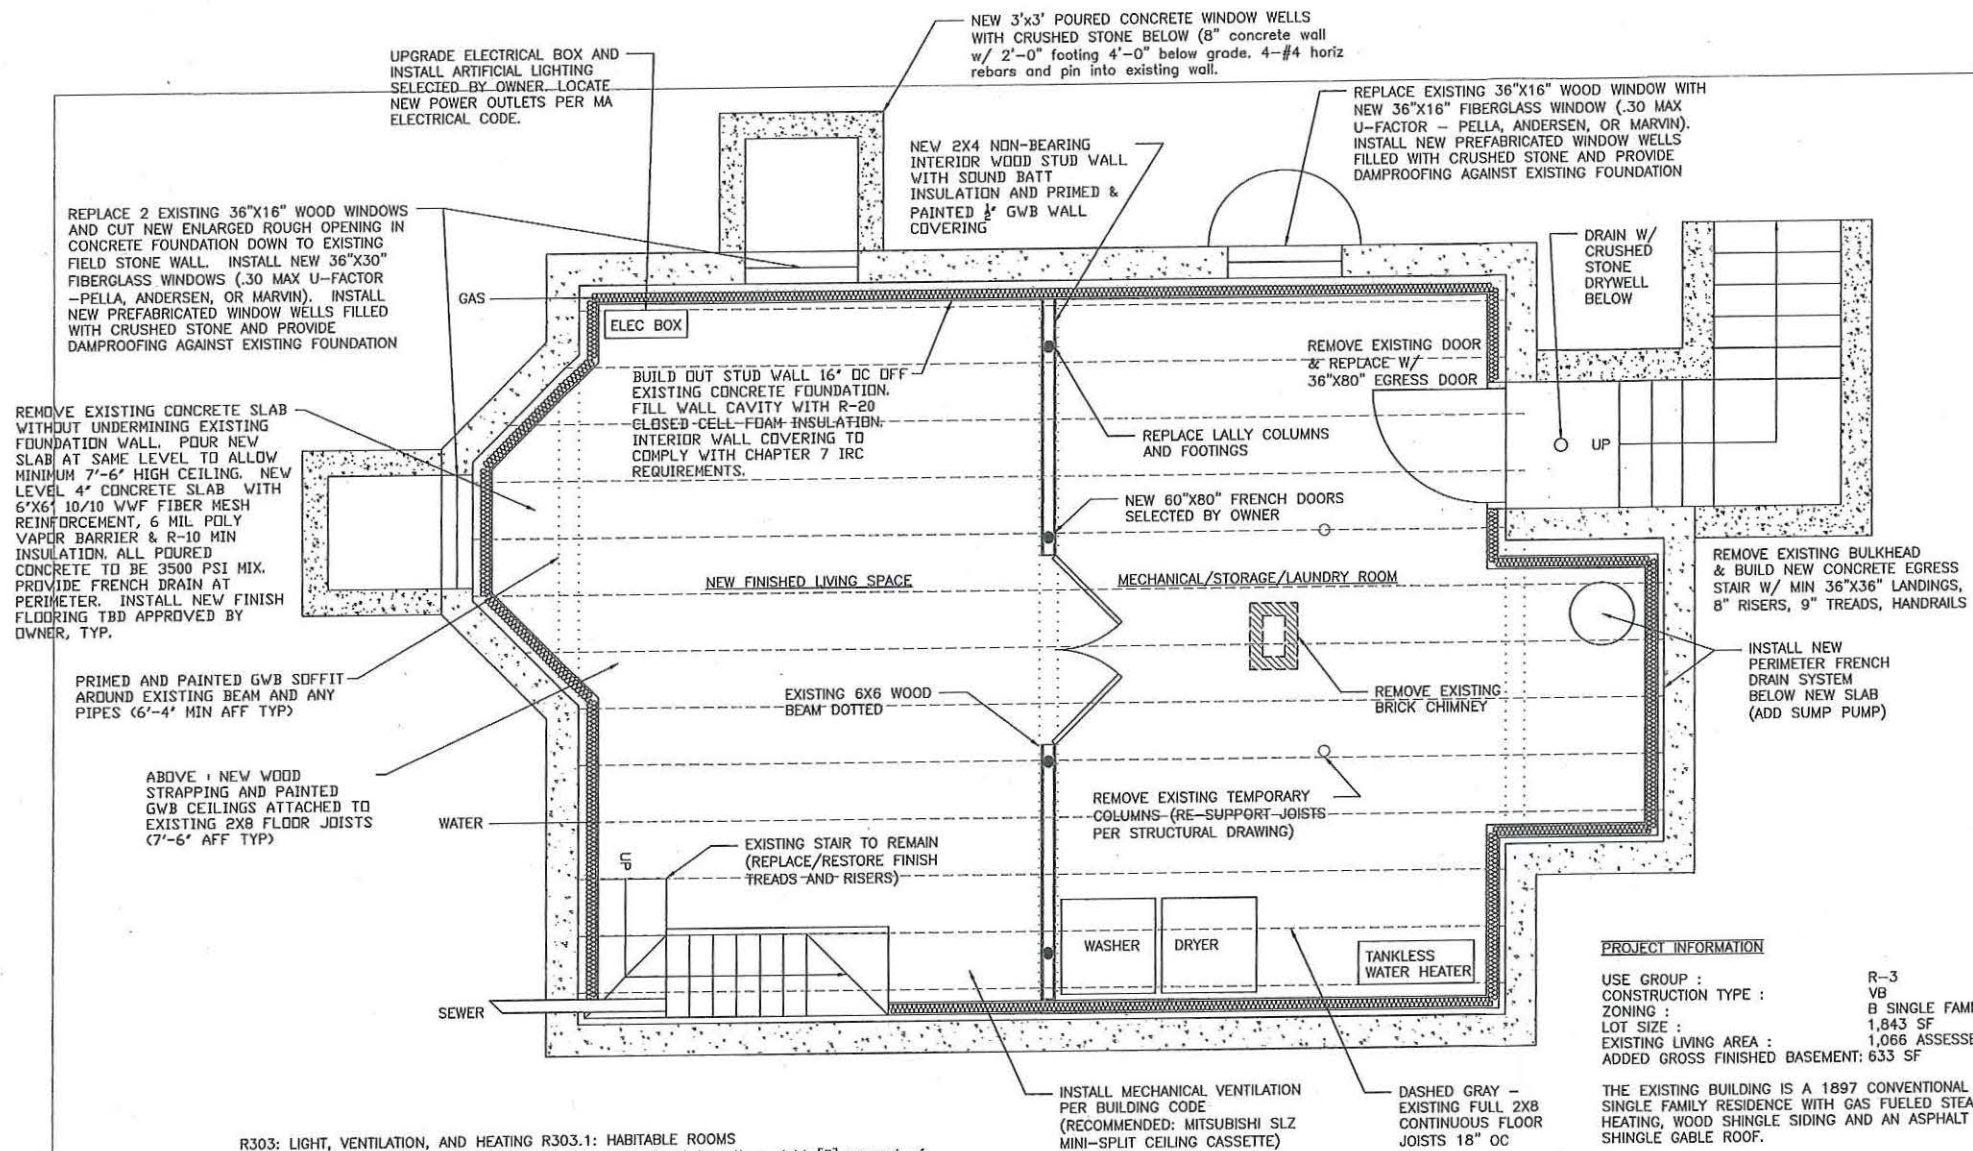 NEW 3'x3' POURED CONCRETE WINDOW WELLS
WITH CRUSHED STONE BELOW (8" concrete wall
w/ 2'-0" footing 4'-0" below grade. 4-#4 horiz
rebars and pin into existing wall.
UPGRADE ELECTRICAL BOX AND
INSTALL ARTIFICIAL LIGHTING
SELECTED BY OWNER. LOCATE
NEW POWER OUTLETS PER MA
ELECTRICAL CODE.
REPLACE EXISTING 36"X16" WOOD WINDOW WITH
NEW 36"X16" FIBERGLASS WINDOW (.30 MAX
U-FACTOR - PELLA, ANDERSEN, OR MARVIN).
INSTALL NEW PREFABRICATED WINDOW WELLS
FILLED WITH CRUSHED STONE AND PROVIDE
DAMPROOFING AGAINST EXISTING FOUNDATION
NEW 2X4 NON-BEARING
INTERIOR WOOD STUD WALL
WITH SOUND BATT
INSULATION AND PRIMED &
PAINTED ½" GWB WALL
COVERING
REPLACE 2 EXISTING 36"X16" WOOD WINDOWS
AND CUT NEW ENLARGED ROUGH OPENING IN
CONCRETE FOUNDATION DOWN TO EXISTING
FIELD STONE WALL. INSTALL NEW 36"X30"
FIBERGLASS WINDOWS (.30 MAX U-FACTOR
-PELLA, ANDERSEN, OR MARVIN). INSTALL
NEW PREFABRICATED WINDOW WELLS FILLED
WITH CRUSHED STONE AND PROVIDE
DAMPROOFING AGAINST EXISTING FOUNDATION
DRAIN W/
CRUSHED
STONE
DRYWELL
BELOW
GAS
ELEC BOX
REMOVE EXISTING DOOR
& REPLACE W/
36"X80" EGRESS DOOR
BUILD OUT STUD WALL 16" OC OFF
EXISTING CONCRETE FOUNDATION.
FILL WALL CAVITY WITH R-20
CLOSED CELL FOAM INSULATION.
INTERIOR WALL COVERING TO
COMPLY WITH CHAPTER 7 IRC
REQUIREMENTS.
REMOVE EXISTING CONCRETE SLAB
WITHOUT UNDERMINING EXISTING
FOUNDATION WALL. POUR NEW
SLAB AT SAME LEVEL TO ALLOW
MINIMUM 7'-6" HIGH CEILING. NEW
LEVEL 4" CONCRETE SLAB WITH
6"X6" 10/10 WWF FIBER MESH
REINFORCEMENT, 6 MIL POLY
VAPOR BARRIER & R-10 MIN
INSULATION. ALL POURED
CONCRETE TO BE 3500 PSI MIX.
PROVIDE FRENCH DRAIN AT
PERIMETER. INSTALL NEW FINISH
FLOORING TBD APPROVED BY
OWNER, TYP.
REPLACE LALLY COLUMNS
AND FOOTINGS
UP
NEW 60"X80" FRENCH DOORS
SELECTED BY OWNER
REMOVE EXISTING BULKHEAD
& BUILD NEW CONCRETE EGRESS
STAIR W/ MIN 36"X36" LANDINGS,
8" RISERS, 9" TREADS, HANDRAILS
NEW FINISHED LIVING SPACE
MECHANICAL/STORAGE/LAUNDRY ROOM
INSTALL NEW
PERIMETER FRENCH
DRAIN SYSTEM
BELOW NEW SLAB
(ADD SUMP PUMP)
PRIMED AND PAINTED GWB SOFFIT
AROUND EXISTING BEAM AND ANY
PIPES (6'-4" MIN AFF TYP)
EXISTING 6X6 WOOD
BEAM DOTTED
REMOVE EXISTING
BRICK CHIMNEY
ABOVE : NEW WOOD
STRAPPING AND PAINTED
GWB CEILINGS ATTACHED TO
EXISTING 2X8 FLOOR JOISTS
(7'-6" AFF TYP)
WATER
REMOVE EXISTING TEMPORARY
COLUMNS (RE-SUPPORT JOISTS
PER STRUCTURAL DRAWING)
UP
EXISTING STAIR TO REMAIN
(REPLACE/RESTORE FINISH
TREADS AND RISERS)
WASHER
DRYER
TANKLESS
WATER HEATER
SEWER
PROJECT INFORMATION
USE GROUP : R-3
CONSTRUCTION TYPE : VB
ZONING : B SINGLE FAMI
LOT SIZE : 1,843 SF
EXISTING LIVING AREA : 1,066 ASSESSE
ADDED GROSS FINISHED BASEMENT: 633 SF
THE EXISTING BUILDING IS A 1897 CONVENTIONAL
SINGLE FAMILY RESIDENCE WITH GAS FUELED STEA
HEATING, WOOD SHINGLE SIDING AND AN ASPHALT
SHINGLE GABLE ROOF.
INSTALL MECHANICAL VENTILATION
PER BUILDING CODE
(RECOMMENDED: MITSUBISHI SLZ
MINI-SPLIT CEILING CASSETTE)
DASHED GRAY -
EXISTING FULL 2X8
CONTINUOUS FLOOR
JOISTS 18" OC
R303: LIGHT, VENTILATION, AND HEATING R303.1: HABITABLE ROOMS